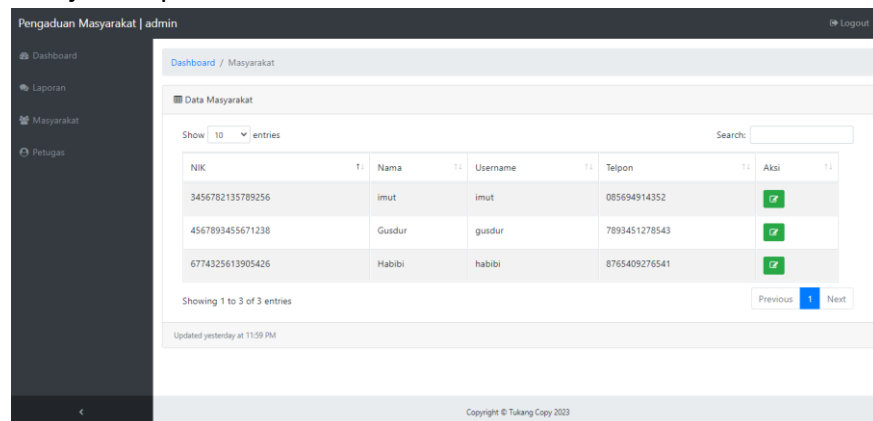 Pengaduan Masyarakat | admin
Logout
Dashboard
Laporan
Masyarakat
Petugas
Dashboard / Masyarakat
Data Masyarakat
Show 10 entries
Search:
NIK Nama Username Telpon Aksi
3456782135789256 imut imut 085694914352
4567893455671238 Gusdur gusdur 7893451278543
6774325613905426 Habibi habibi 8765409276541
Showing 1 to 3 of 3 entries
Previous 1 Next
Updated yesterday at 11:59 PM
Copyright © Tukang Copy 2023